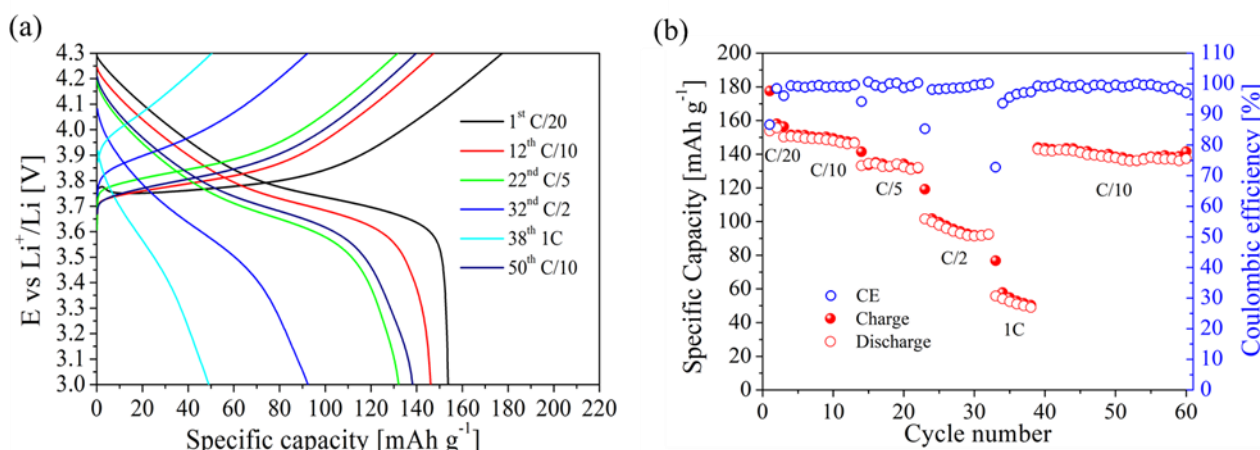 (a)
4.3
4.2
4.1
4.0
3.9
3.8
3.7
3.6
3.5
3.4
3.3
3.2
3.1
3.0
E vs Li⁺/Li [V]
1ˢᵗ C/20
12ᵗʰ C/10
22ⁿᵈ C/5
32ⁿᵈ C/2
38ᵗʰ 1C
50ᵗʰ C/10
0 20 40 60 80 100 120 140 160 180 200 220
Specific capacity [mAh g⁻¹]
(b)
200
180
160
140
120
100
80
60
40
20
0
Specific Capacity [mAh g⁻¹]
C/20
C/10
C/5
C/2
1C
C/10
CE
Charge
Discharge
0 10 20 30 40 50 60
Cycle number
110
100
90
80
70
60
50
40
30
20
10
0
Coulombic efficiency [%]